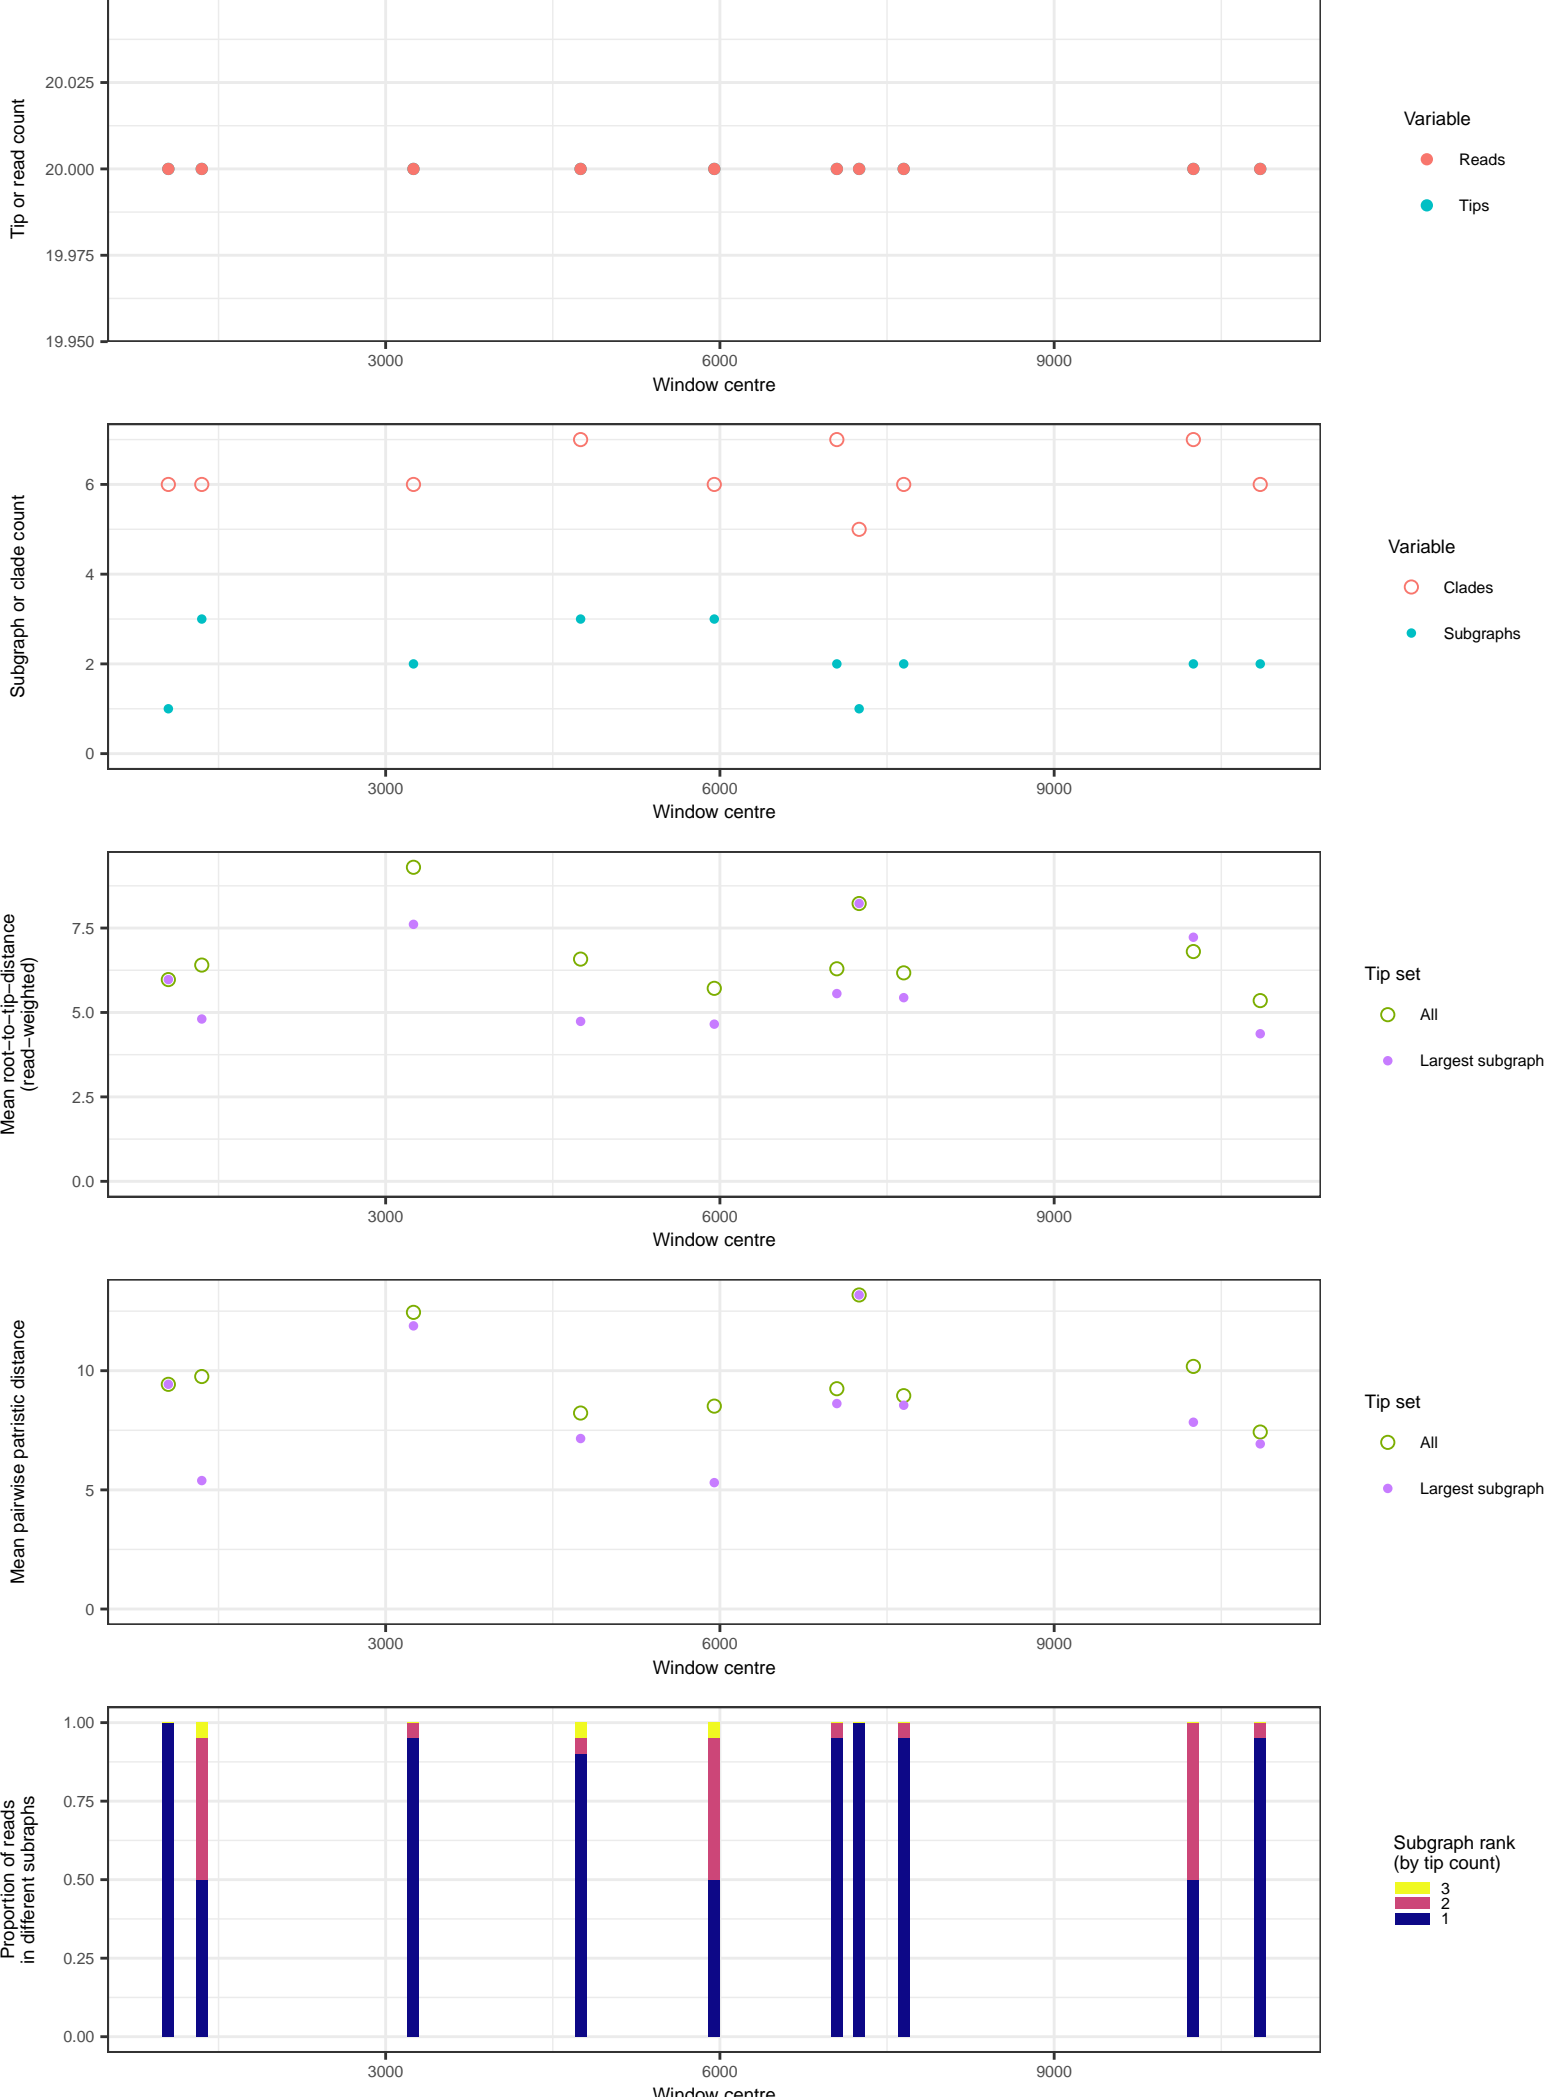 20.025
20.000
19.975
19.950
Tip or read count
3000 6000 9000
Window centre
Variable
Reads
Tips
6
4
2
0
Subgraph or clade count
3000 6000 9000
Window centre
Variable
Clades
Subgraphs
7.5
5.0
2.5
0.0
Mean root−to−tip−distance
(read−weighted)
3000 6000 9000
Window centre
Tip set
All
Largest subgraph
10
5
0
Mean pairwise patristic distance
3000 6000 9000
Window centre
Tip set
All
Largest subgraph
1.00
0.75
0.50
0.25
0.00
Proportion of reads
in different subraphs
3000 6000 9000
Window centre
Subgraph rank
(by tip count)
3
2
1